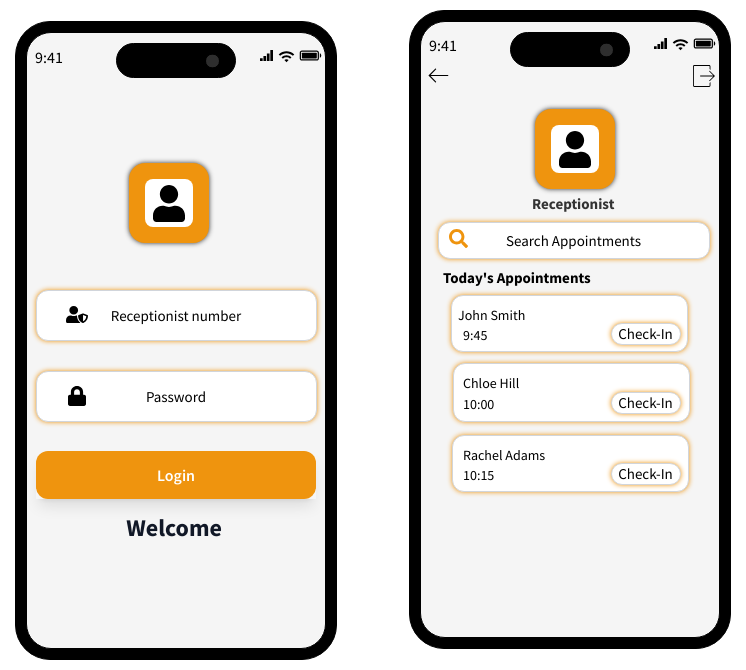 9:41
Receptionist number
Password
Login
Welcome
9:41
Receptionist
Search Appointments
Today's Appointments
John Smith
9:45
Check-In
Chloe Hill
10:00
Check-In
Rachel Adams
10:15
Check-In